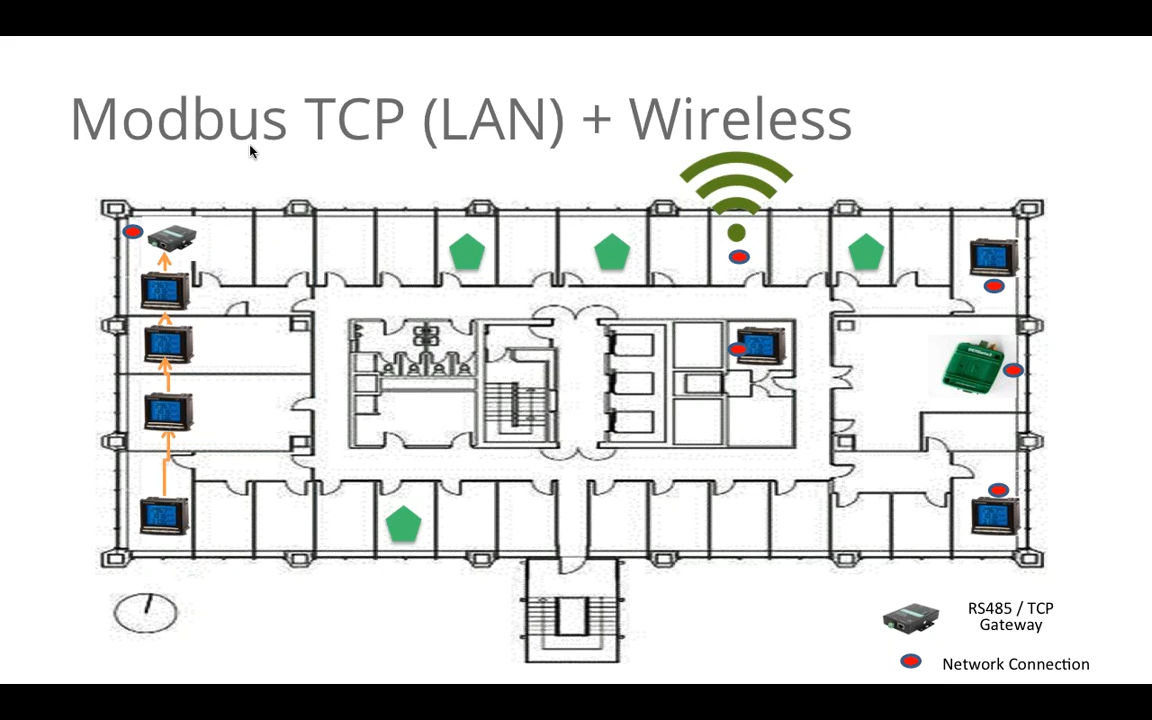 Modbus TCP (LAN) + Wireless
RS485 / TCP
Gateway
Network Connection